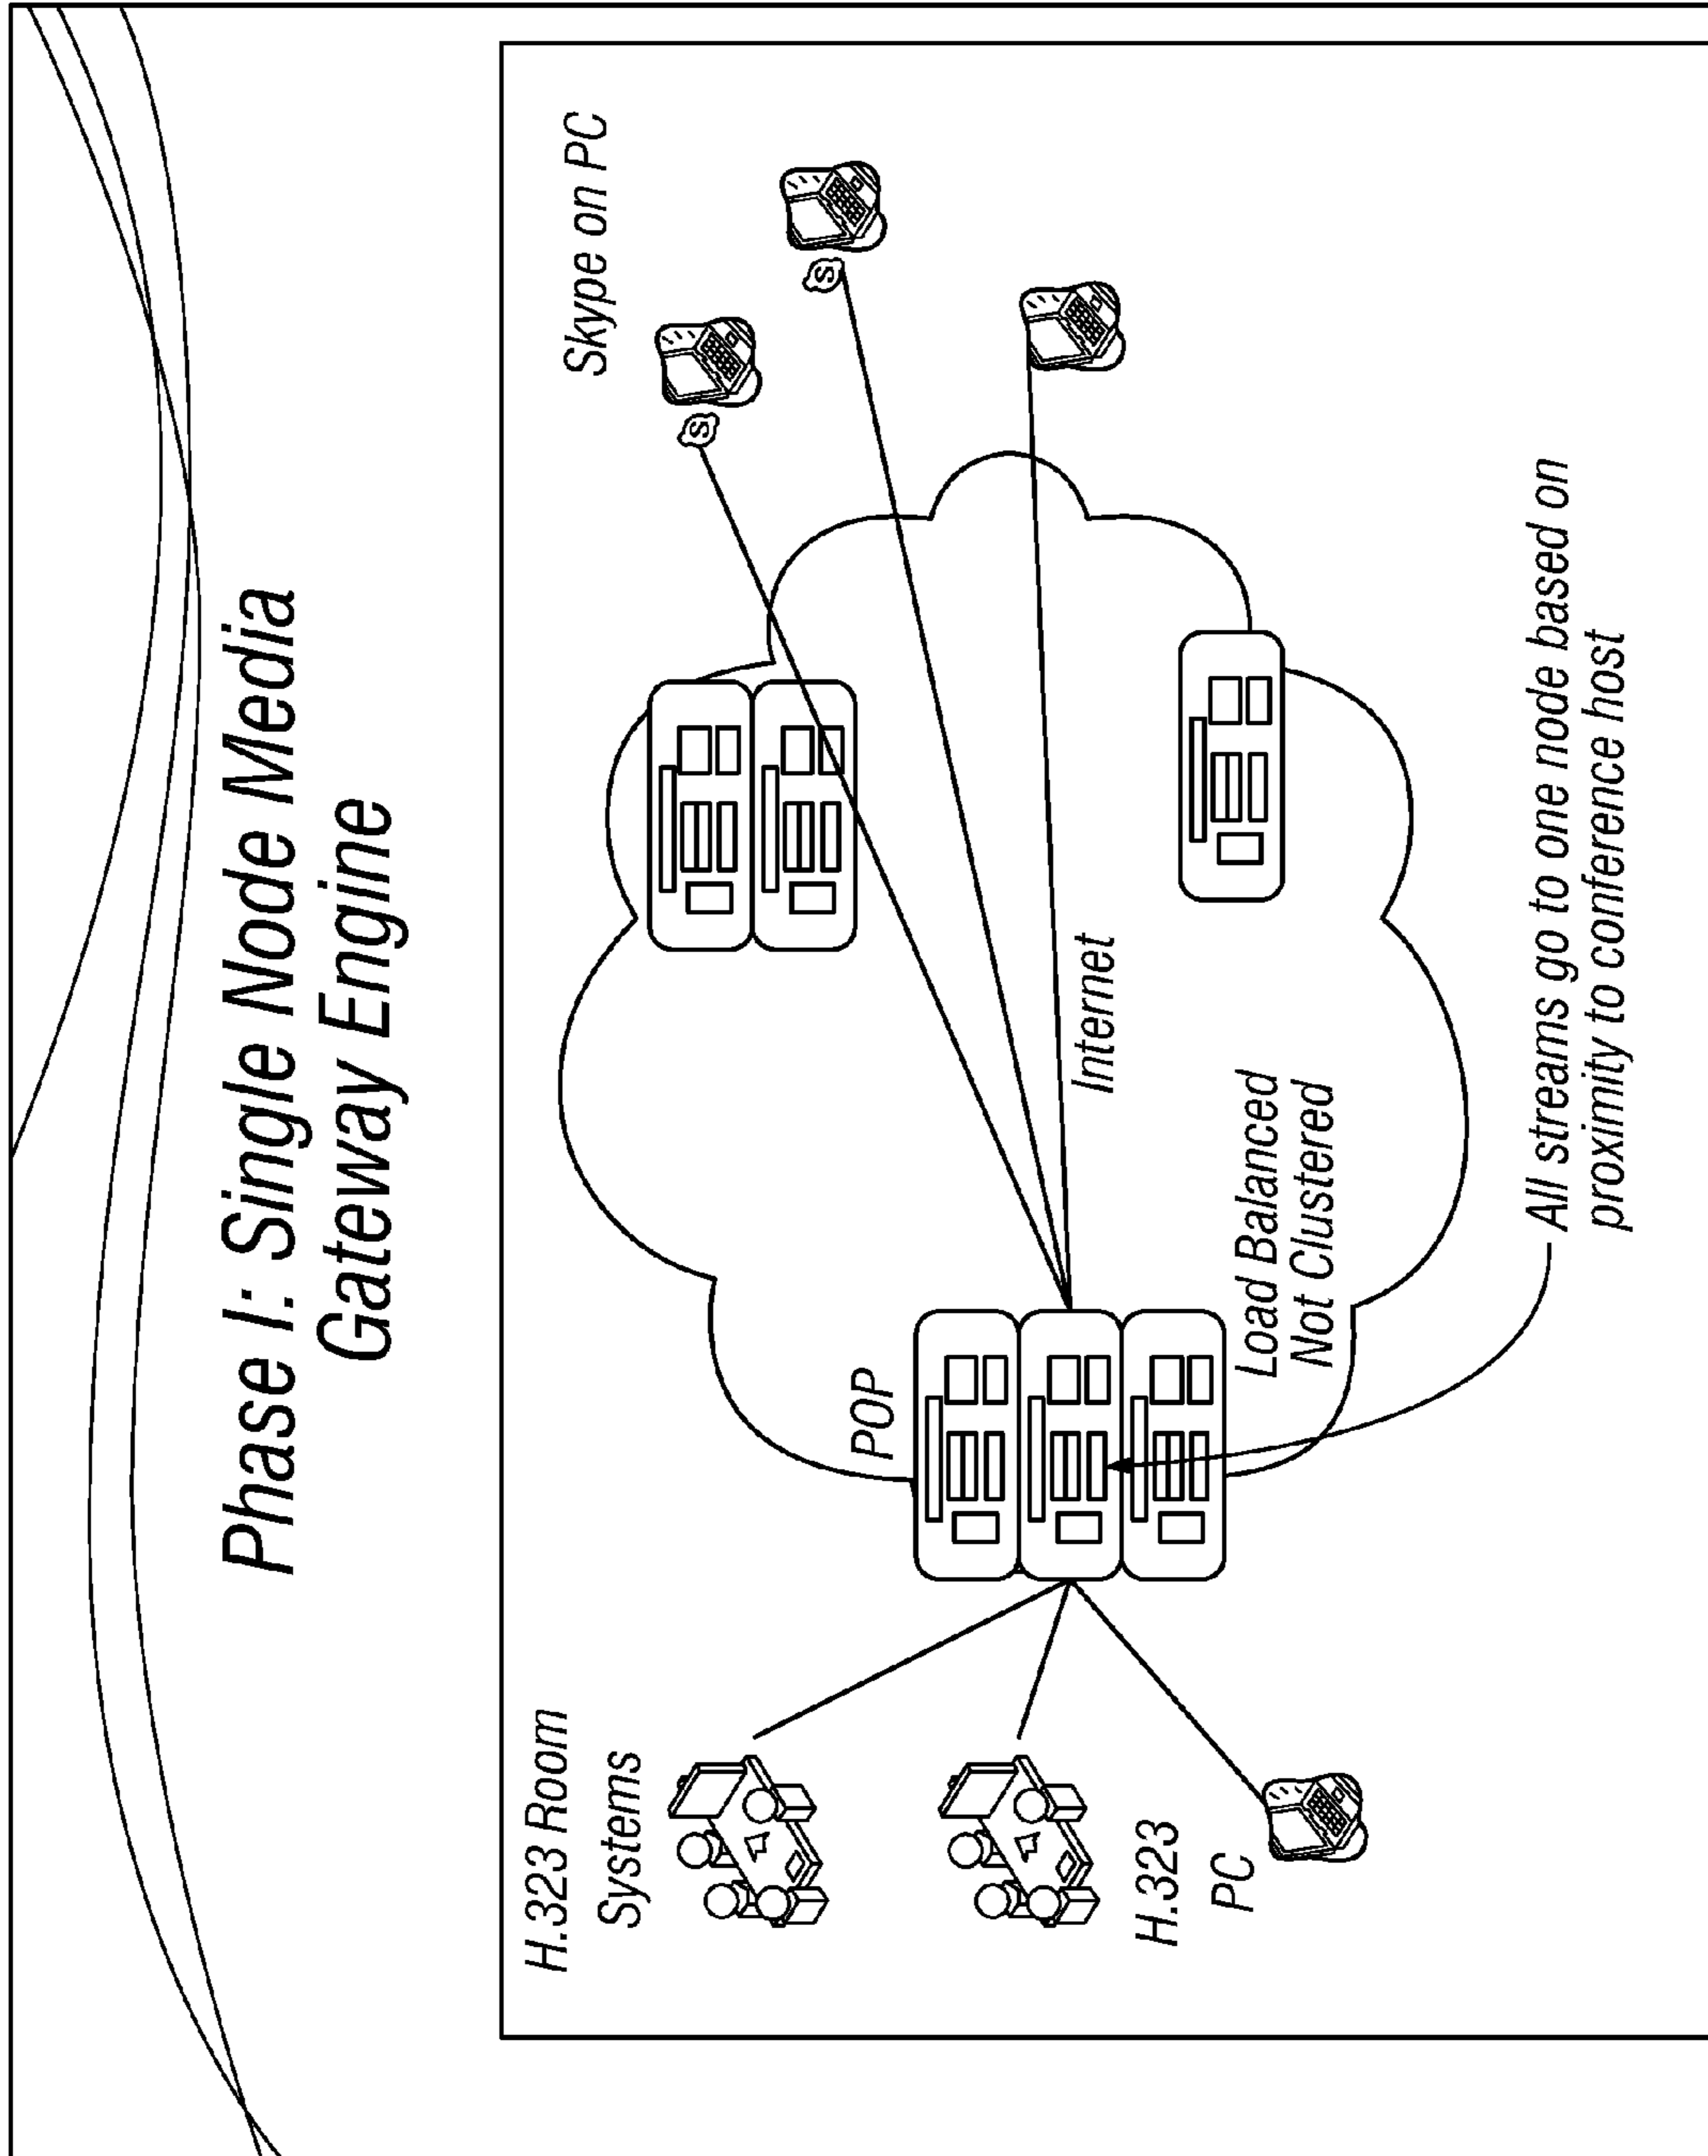 Phase I: Single Node Media
Gateway Engine
H.323 Room
Systems
Skype on PC
S
S
POP
Internet
H.323
PC
Load Balanced
Not Clustered
All streams go to one node based on
proximity to conference host